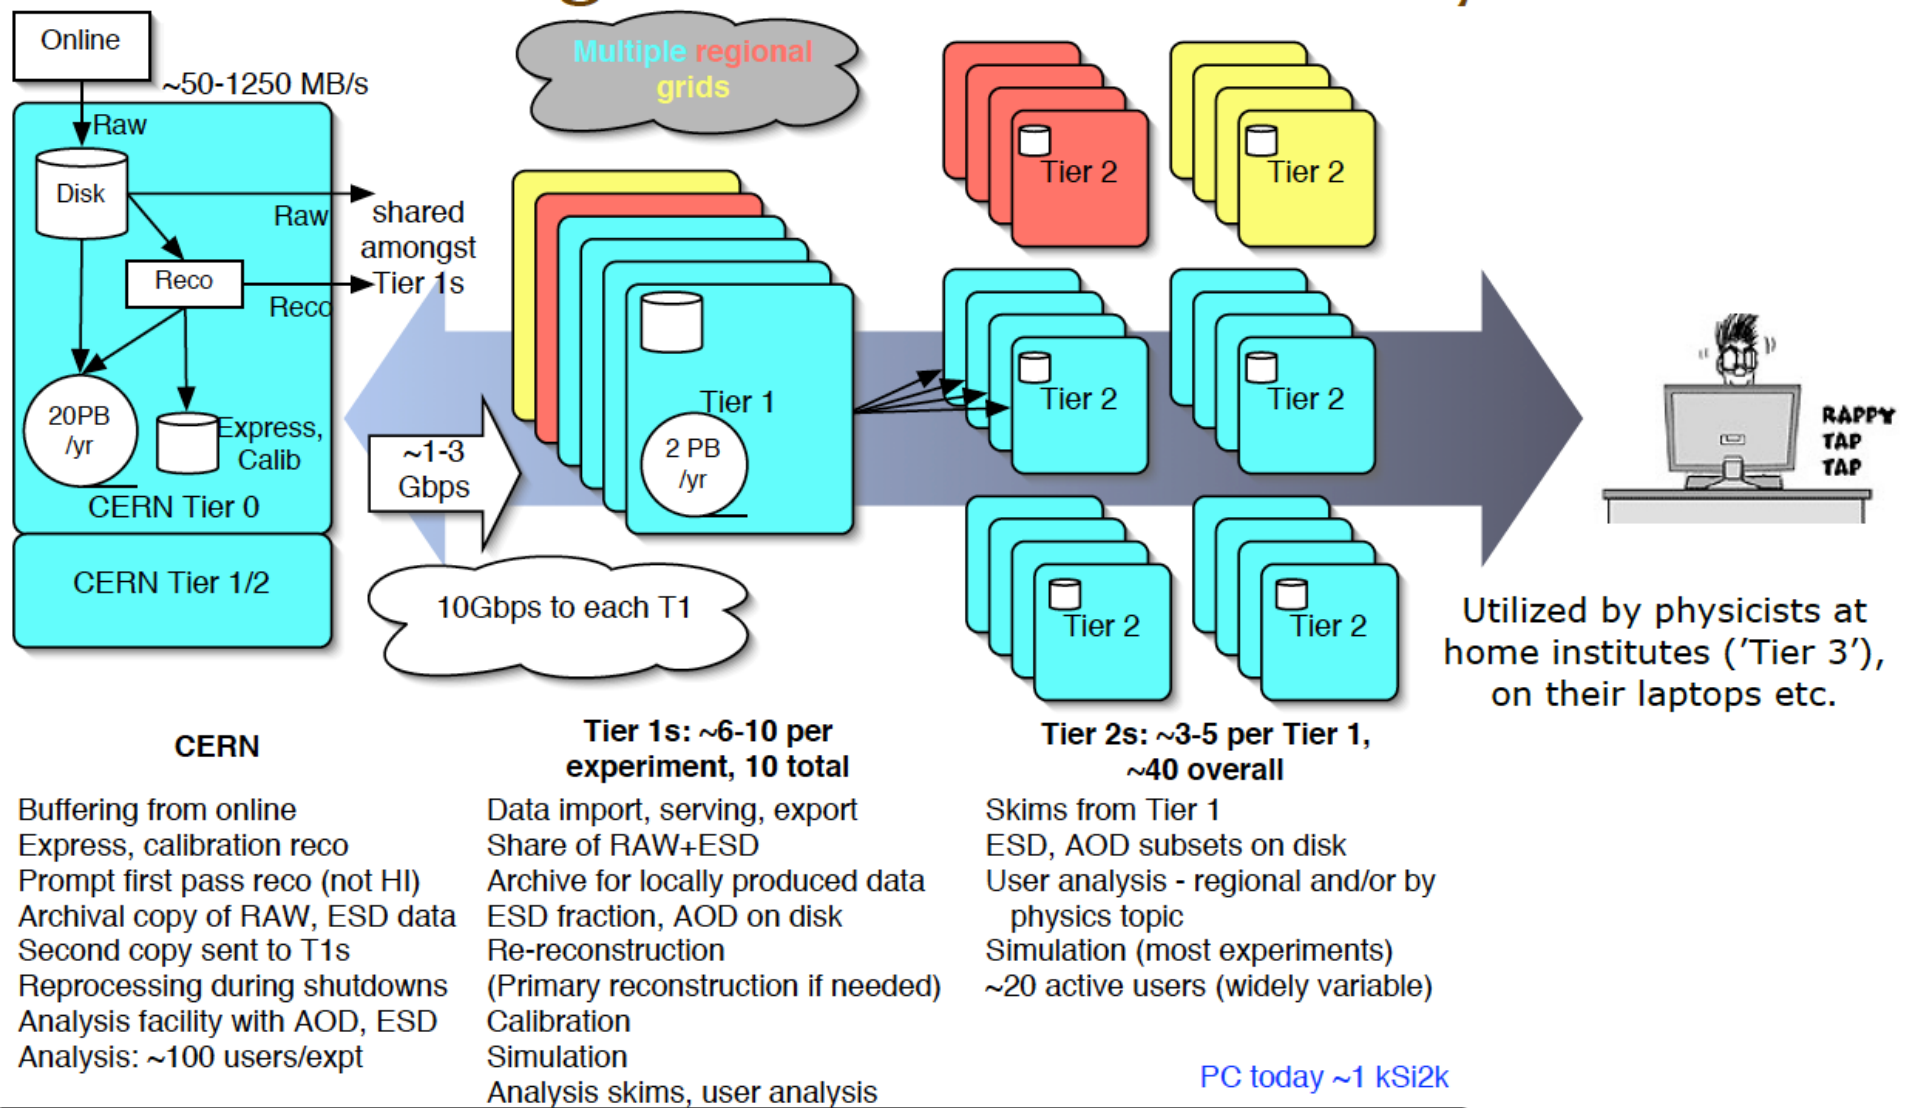 Online
~50-1250 MB/s
Raw
Disk
Raw
shared
amongst
Tier 1s
Reco
Reco
20PB
/yr
Express,
Calib
CERN Tier 0
CERN Tier 1/2
Multiple regional
grids
~1-3
Gbps
10Gbps to each T1
Tier 1
2 PB
/yr
Tier 2
Tier 2
Tier 2
Tier 2
Tier 2
Tier 2
RAPPY
TAP
TAP
Utilized by physicists at
home institutes ('Tier 3'),
on their laptops etc.
CERN
Buffering from online
Express, calibration reco
Prompt first pass reco (not HI)
Archival copy of RAW, ESD data
Second copy sent to T1s
Reprocessing during shutdowns
Analysis facility with AOD, ESD
Analysis: ~100 users/expt
Tier 1s: ~6-10 per
experiment, 10 total
Data import, serving, export
Share of RAW+ESD
Archive for locally produced data
ESD fraction, AOD on disk
Re-reconstruction
(Primary reconstruction if needed)
Calibration
Simulation
Analysis skims, user analysis
Tier 2s: ~3-5 per Tier 1,
~40 overall
Skims from Tier 1
ESD, AOD subsets on disk
User analysis - regional and/or by
physics topic
Simulation (most experiments)
~20 active users (widely variable)
PC today ~1 kSi2k